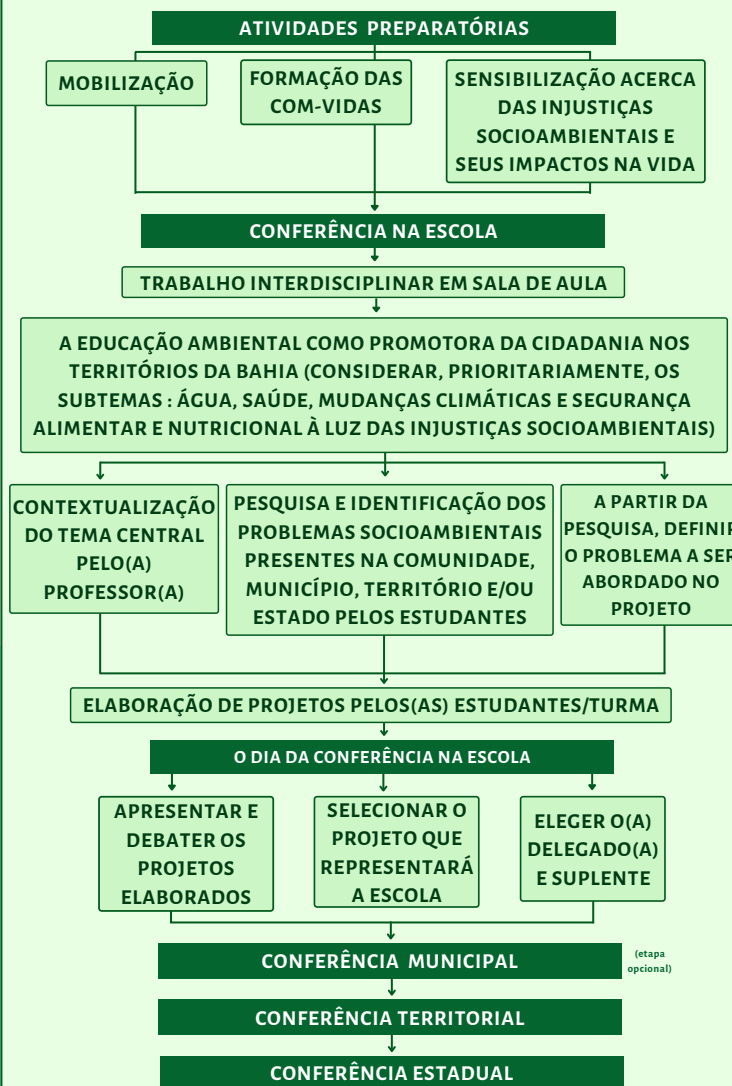 ATIVIDADES PREPARATÓRIAS
MOBILIZAÇÃO
FORMAÇÃO DAS
COM-VIDAS
SENSIBILIZAÇÃO ACERCA
DAS INJUSTIÇAS
SOCIOAMBIENTAIS E
SEUS IMPACTOS NA VIDA
CONFERÊNCIA NA ESCOLA
TRABALHO INTERDISCIPLINAR EM SALA DE AULA
A EDUCAÇÃO AMBIENTAL COMO PROMOTORA DA CIDADANIA NOS
TERRITÓRIOS DA BAHIA (CONSIDERAR, PRIORITARIAMENTE, OS
SUBTEMAS : ÁGUA, SAÚDE, MUDANÇAS CLIMÁTICAS E SEGURANÇA
ALIMENTAR E NUTRICIONAL À LUZ DAS INJUSTIÇAS SOCIOAMBIENTAIS)
CONTEXTUALIZAÇÃO
DO TEMA CENTRAL
PELO(A)
PROFESSOR(A)
PESQUISA E IDENTIFICAÇÃO DOS
PROBLEMAS SOCIOAMBIENTAIS
PRESENTES NA COMUNIDADE,
MUNICÍPIO, TERRITÓRIO E/OU
ESTADO PELOS ESTUDANTES
A PARTIR DA
PESQUISA, DEFINIR
O PROBLEMA A SER
ABORDADO NO
PROJETO
ELABORAÇÃO DE PROJETOS PELOS(AS) ESTUDANTES/TURMA
O DIA DA CONFERÊNCIA NA ESCOLA
APRESENTAR E
DEBATER OS
PROJETOS
ELABORADOS
SELECIONAR O
PROJETO QUE
REPRESENTARÁ
A ESCOLA
ELEGER O(A)
DELEGADO(A)
E SUPLENTE
CONFERÊNCIA MUNICIPAL
(etapa
opcional)
CONFERÊNCIA TERRITORIAL
CONFERÊNCIA ESTADUAL